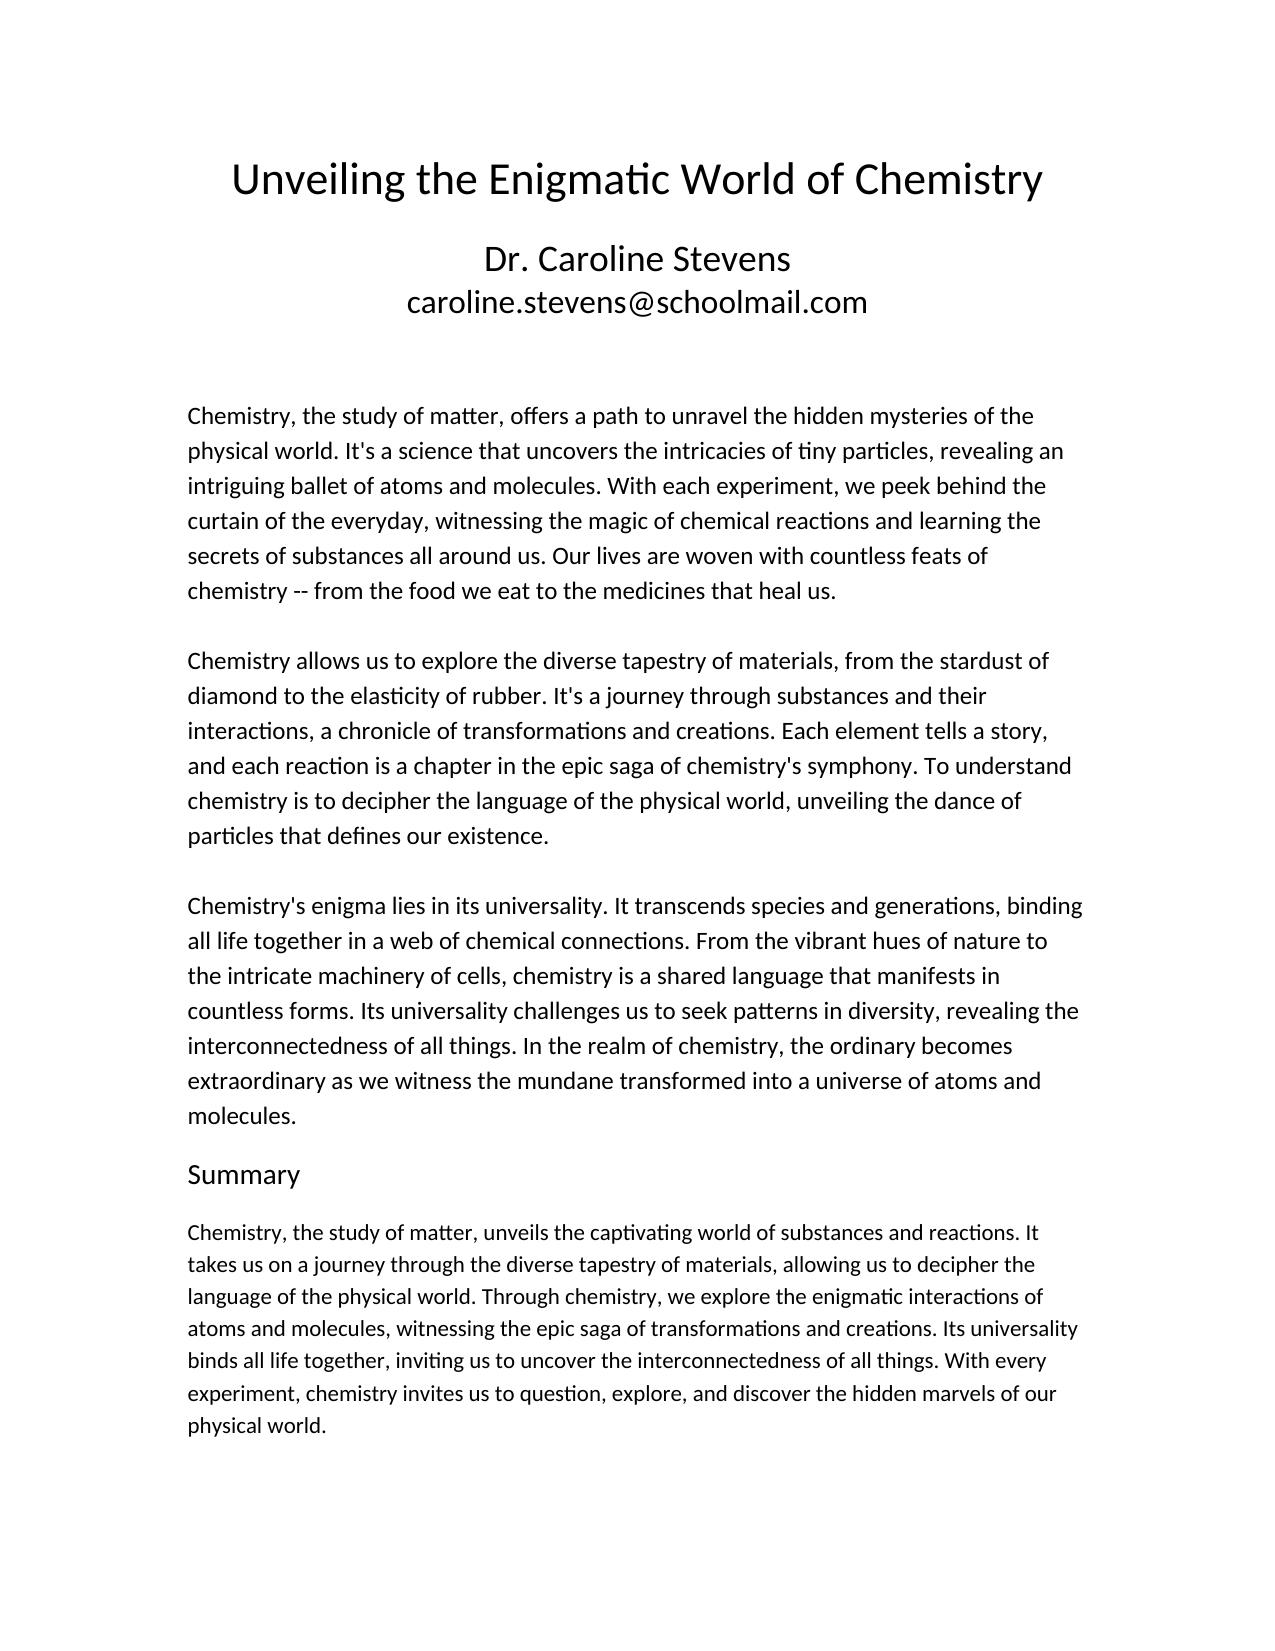 Unveiling the Enigmatic World of Chemistry
Dr. Caroline Stevens
caroline.stevens@schoolmail.com
Chemistry, the study of matter, offers a path to unravel the hidden mysteries of the
physical world. It's a science that uncovers the intricacies of tiny particles, revealing an
intriguing ballet of atoms and molecules. With each experiment, we peek behind the
curtain of the everyday, witnessing the magic of chemical reactions and learning the
secrets of substances all around us. Our lives are woven with countless feats of
chemistry -- from the food we eat to the medicines that heal us.
Chemistry allows us to explore the diverse tapestry of materials, from the stardust of
diamond to the elasticity of rubber. It's a journey through substances and their
interactions, a chronicle of transformations and creations. Each element tells a story,
and each reaction is a chapter in the epic saga of chemistry's symphony. To understand
chemistry is to decipher the language of the physical world, unveiling the dance of
particles that defines our existence.
Chemistry's enigma lies in its universality. It transcends species and generations, binding
all life together in a web of chemical connections. From the vibrant hues of nature to
the intricate machinery of cells, chemistry is a shared language that manifests in
countless forms. Its universality challenges us to seek patterns in diversity, revealing the
interconnectedness of all things. In the realm of chemistry, the ordinary becomes
extraordinary as we witness the mundane transformed into a universe of atoms and
molecules.
Summary
Chemistry, the study of matter, unveils the captivating world of substances and reactions. It
takes us on a journey through the diverse tapestry of materials, allowing us to decipher the
language of the physical world. Through chemistry, we explore the enigmatic interactions of
atoms and molecules, witnessing the epic saga of transformations and creations. Its universality
binds all life together, inviting us to uncover the interconnectedness of all things. With every
experiment, chemistry invites us to question, explore, and discover the hidden marvels of our
physical world.